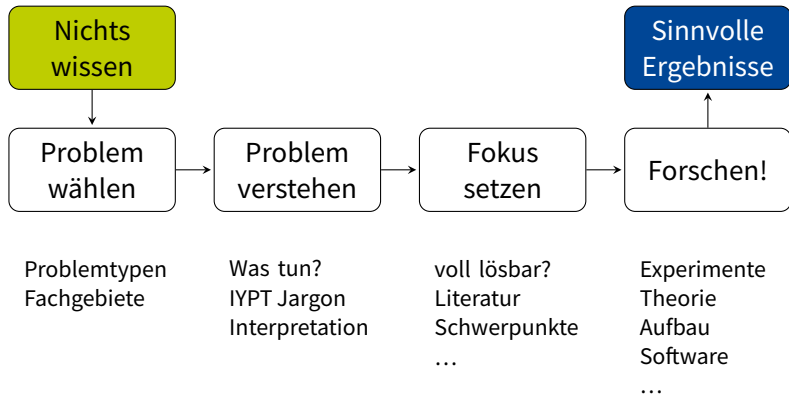 Nichts
wissen
Sinnvolle
Ergebnisse
Problem
wählen
Problem
verstehen
Fokus
setzen
Forschen!
Problemtypen
Fachgebiete
Was tun?
IYPT Jargon
Interpretation
voll lösbar?
Literatur
Schwerpunkte
…
Experimente
Theorie
Aufbau
Software
…